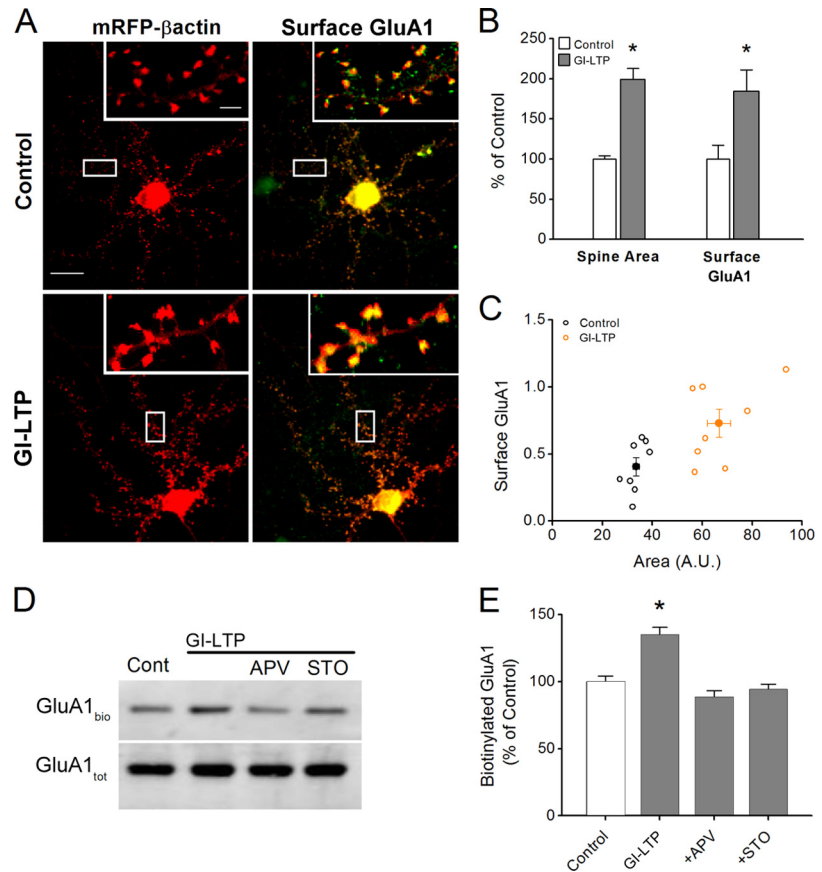 A
mRFP-βactin
Surface GluA1
Control
GI-LTP
B
Control
GI-LTP
% of Control
250
200
150
100
50
0
*
*
Spine Area
Surface
GluA1
C
Control
GI-LTP
Surface GluA1
1.5
1.0
0.5
0.0
0
20
40
60
80
100
Area (A.U.)
D
GI-LTP
Cont
APV
STO
GluA1bio
GluA1tot
E
Biotinylated GluA1
(% of Control)
150
100
50
0
*
Control
GI-LTP
+APV
+STO